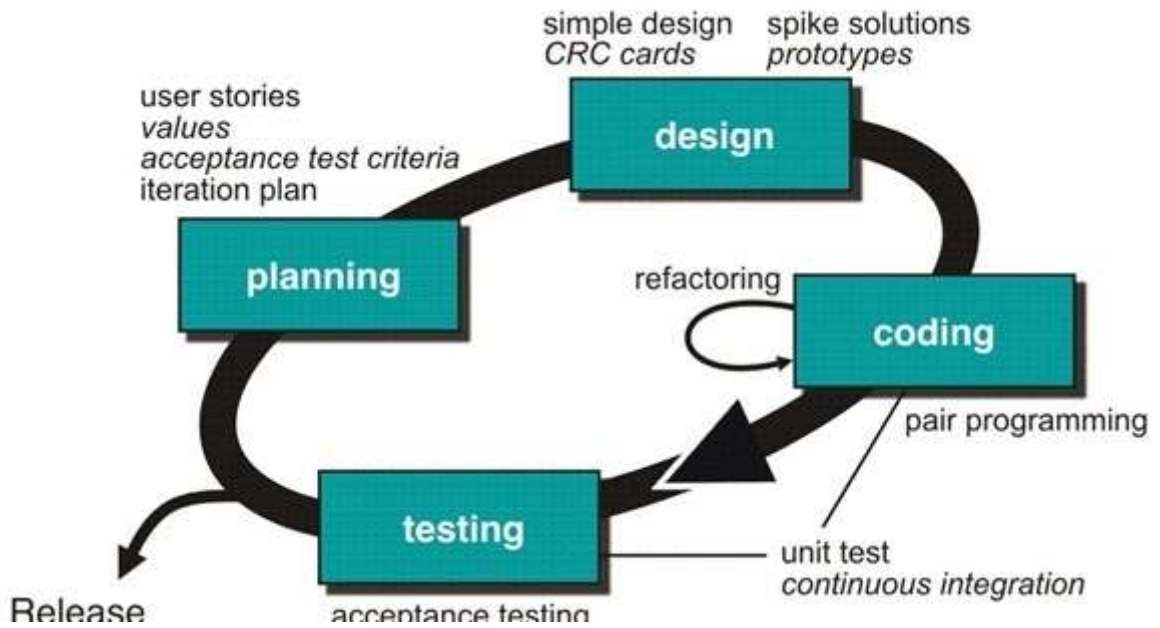 simple design
CRC cards
spike solutions
prototypes
user stories
values
acceptance test criteria
iteration plan
design
planning
refactoring
coding
pair programming
testing
unit test
continuous integration
Release
acceptance testing